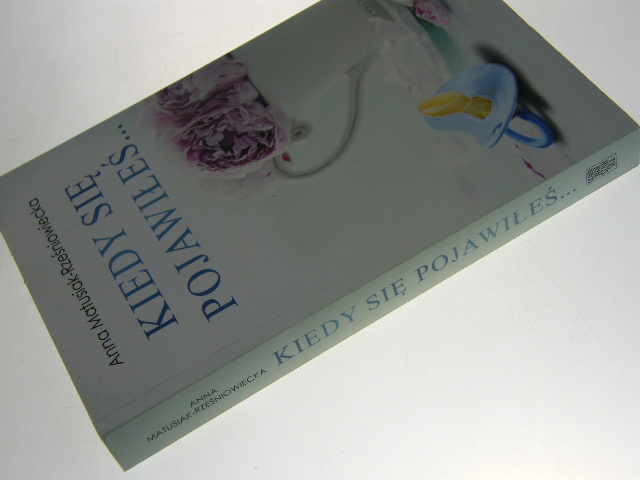 Anna Matusiak-Rześniowiecka
KIEDY SIĘ
POJAWIŁEŚ...
ANNA
MATUSIAK-RZEŚNIOWIECKA
KIEDY SIĘ POJAWIŁEŚ...